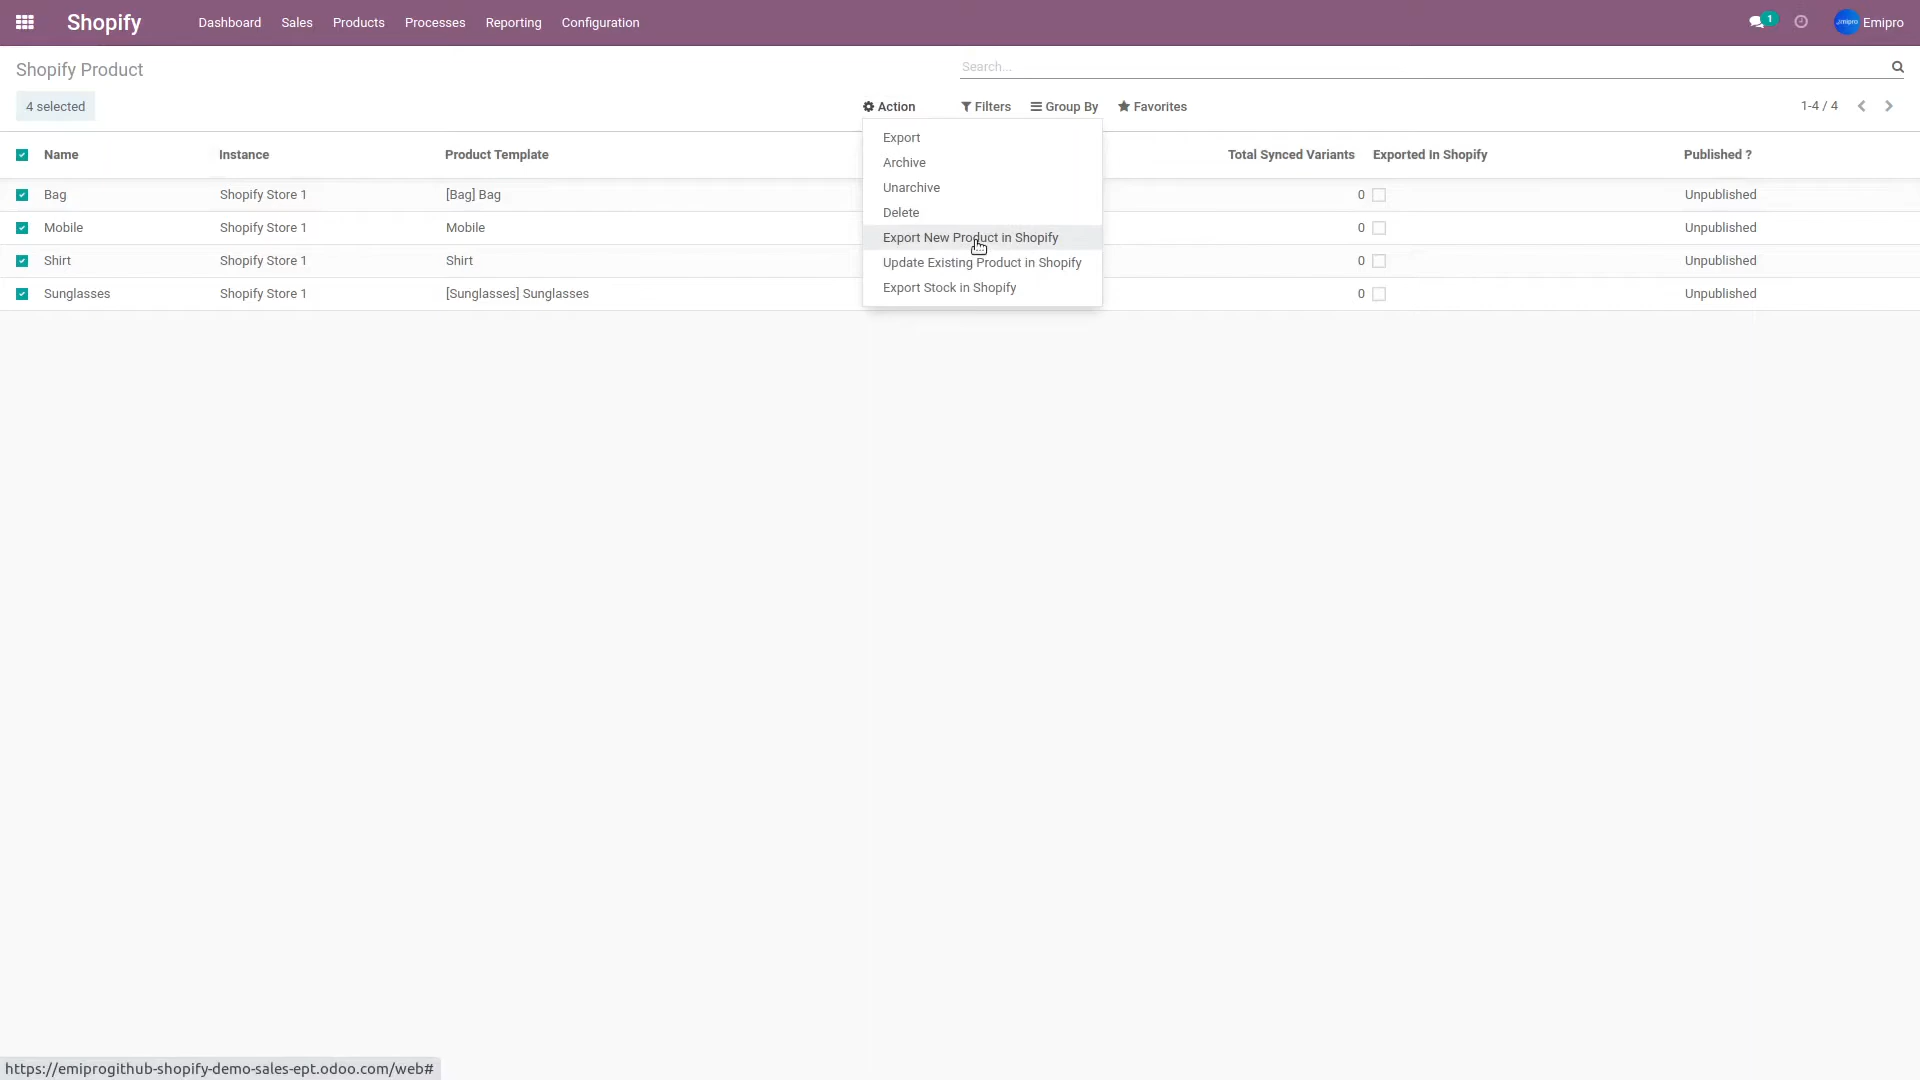 Shopify Dashboard Sales Products Processes Reporting Configuration 1 Emipro
Shopify Product Search...
4 selected Action Filters Group By Favorites 1-4 / 4
Export
Archive
Unarchive
Delete
Export New Product in Shopify
Update Existing Product in Shopify
Export Stock in Shopify
Name Instance Product Template Total Synced Variants Exported In Shopify Published ?
Bag Shopify Store 1 [Bag] Bag 0 Unpublished
Mobile Shopify Store 1 Mobile 0 Unpublished
Shirt Shopify Store 1 Shirt 0 Unpublished
Sunglasses Shopify Store 1 [Sunglasses] Sunglasses 0 Unpublished
https://emiprogithub-shopify-demo-sales-ept.odoo.com/web#